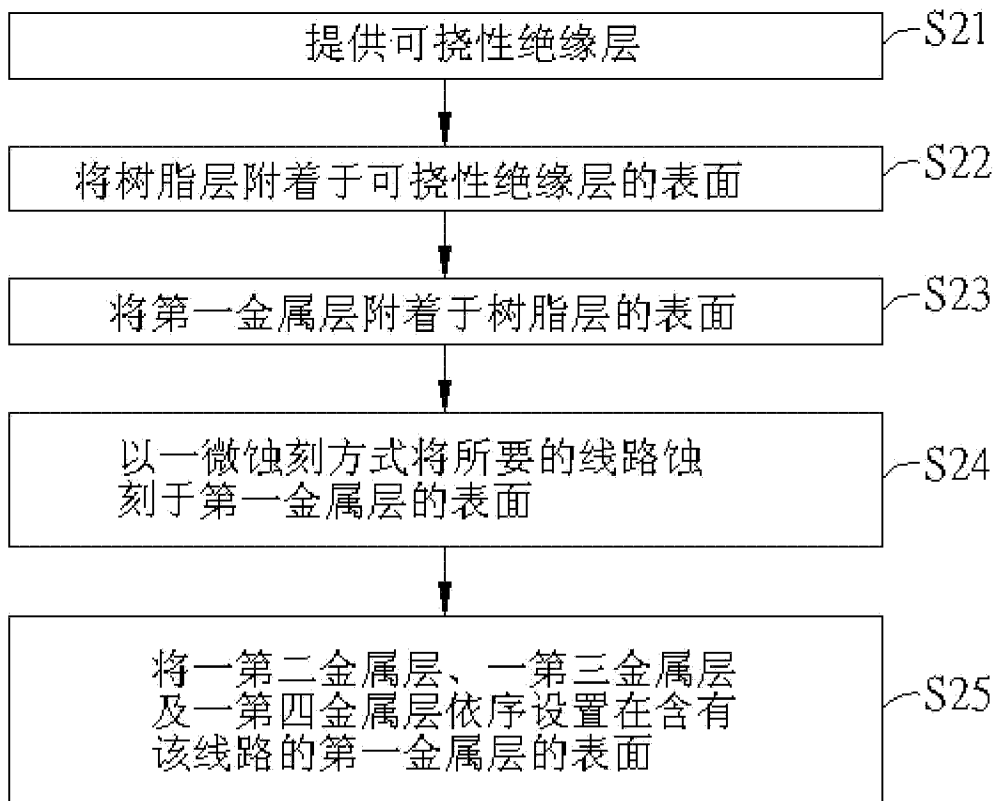 提供可挠性绝缘层
S21
将树脂层附着于可挠性绝缘层的表面
S22
将第一金属层附着于树脂层的表面
S23
以一微蚀刻方式将所要的线路蚀
刻于第一金属层的表面
S24
将一第二金属层、一第三金属层
及一第四金属层依序设置在含有
该线路的第一金属层的表面
S25